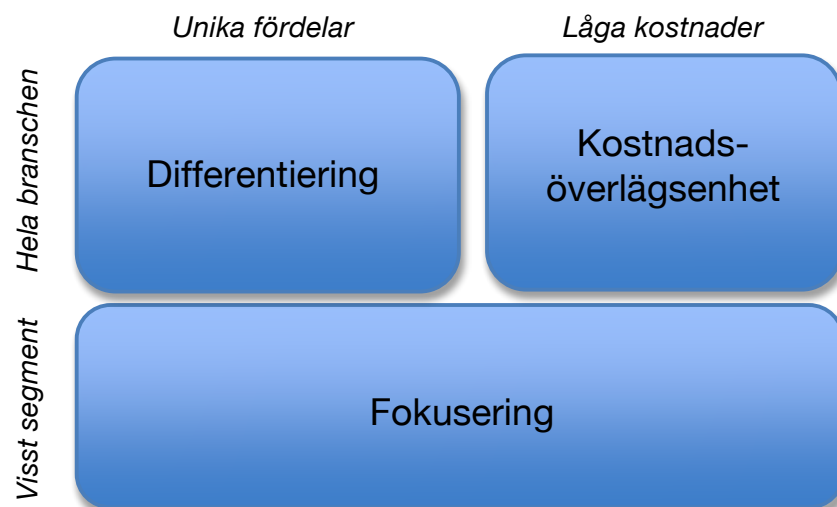 Unika fördelar
Låga kostnader
Hela branschen
Differentiering
Kostnads-
överlägsenhet
Visst segment
Fokusering